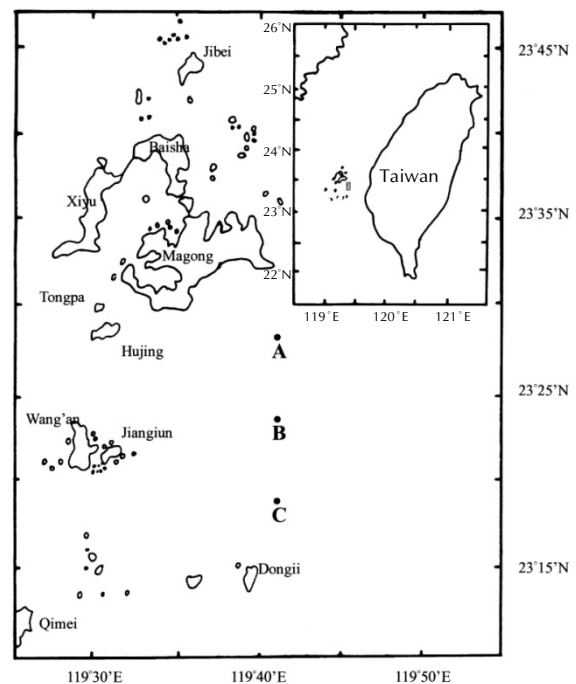 Jibei
Baisha
Xiyu
Magong
Tongpa
Hujing
A
Wang'an
Jiangiun
B
C
Dongii
Qimei
26°N
25°N
24°N
23°N
22°N
Taiwan
119°E
120°E
121°E
23°45'N
23°35'N
23°25'N
23°15'N
119°30'E
119°40'E
119°50'E